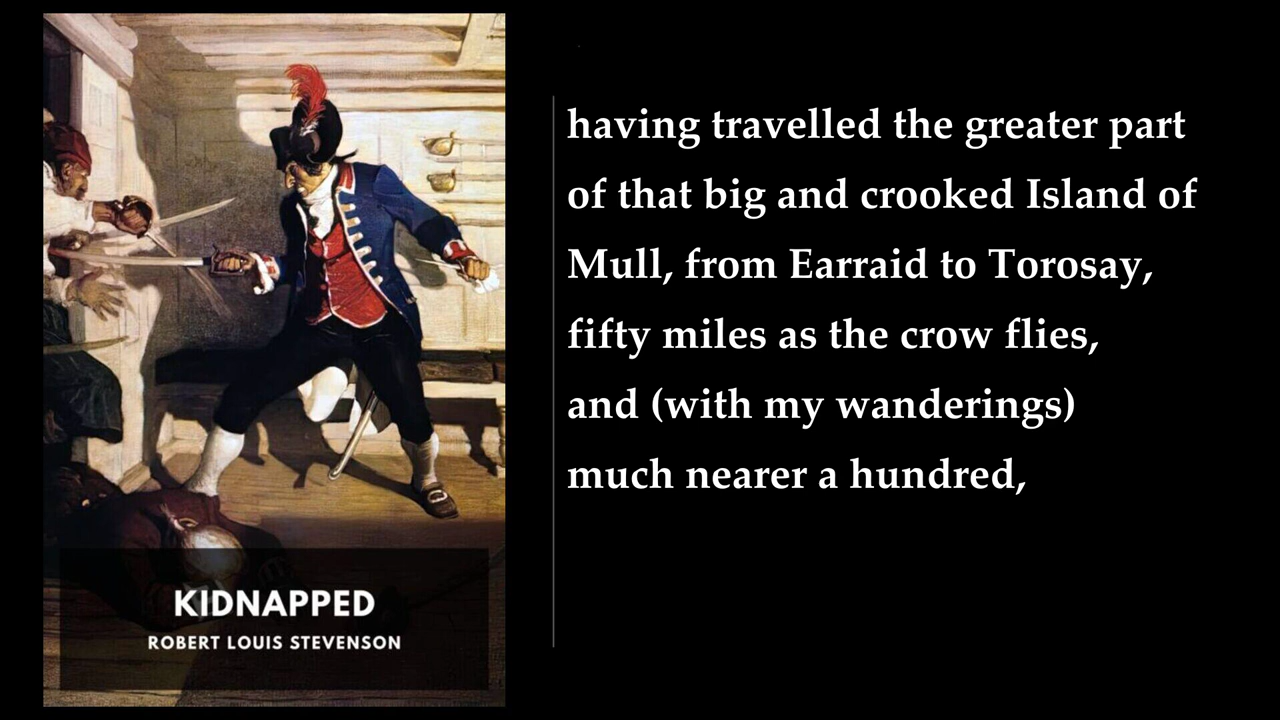 KIDNAPPED
ROBERT LOUIS STEVENSON
having travelled the greater part
of that big and crooked Island of
Mull, from Earraid to Torosay,
fifty miles as the crow flies,
and (with my wanderings)
much nearer a hundred,